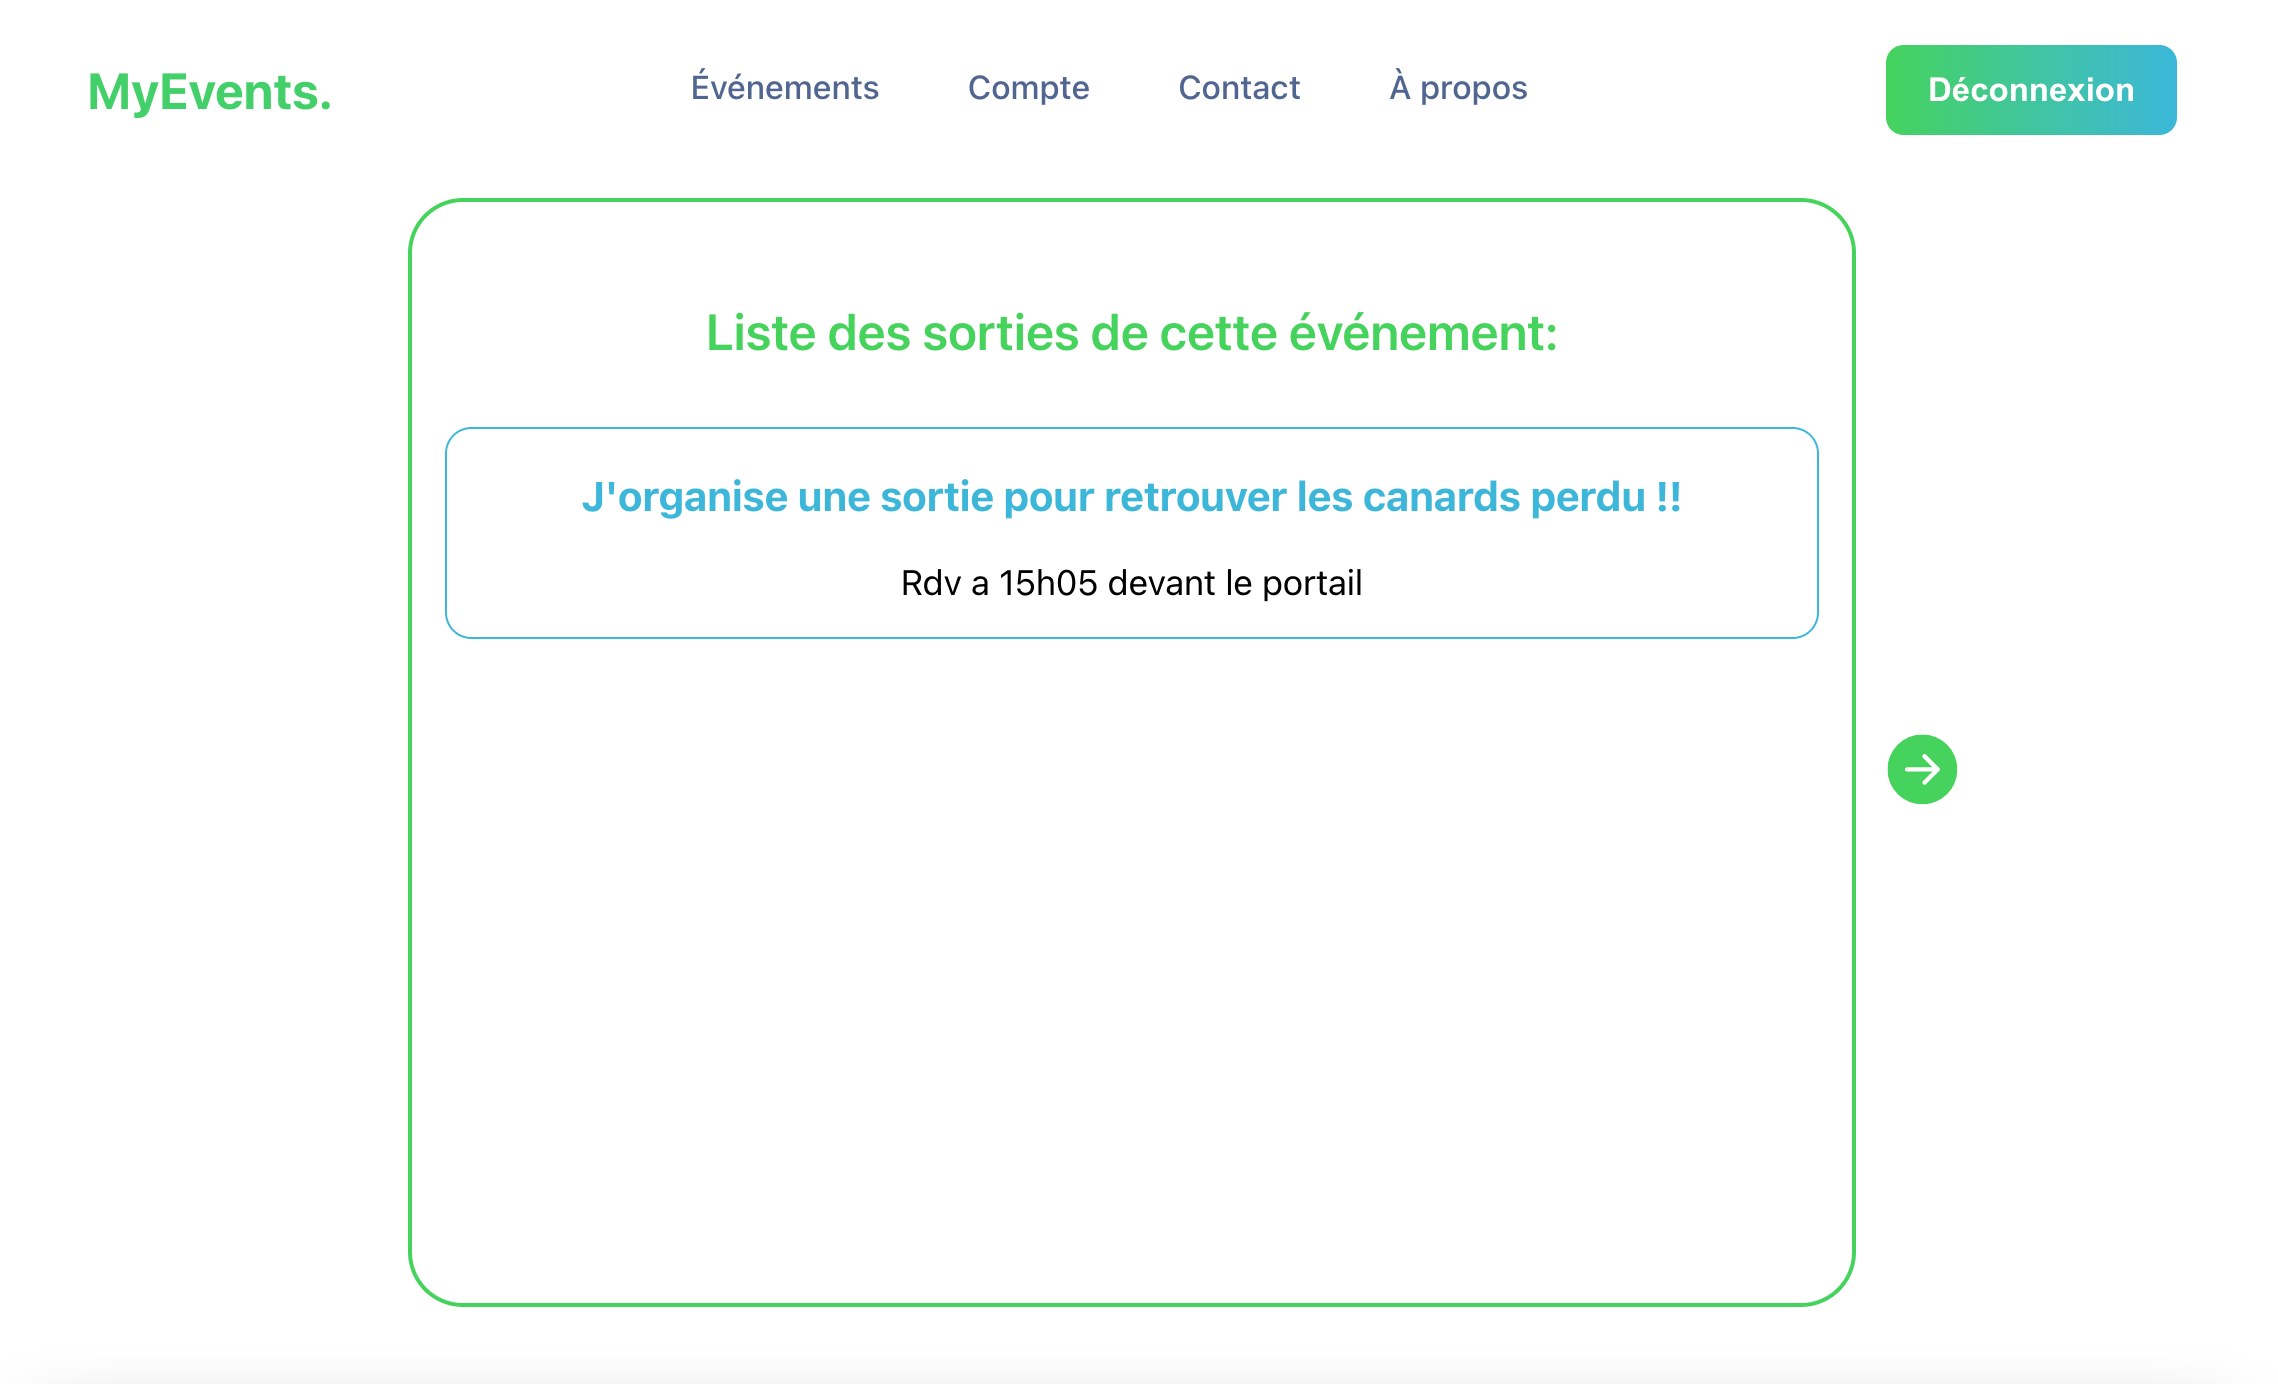 MyEvents.
Événements
Compte
Contact
À propos
Déconnexion
Liste des sorties de cette événement:
J'organise une sortie pour retrouver les canards perdu !!
Rdv a 15h05 devant le portail